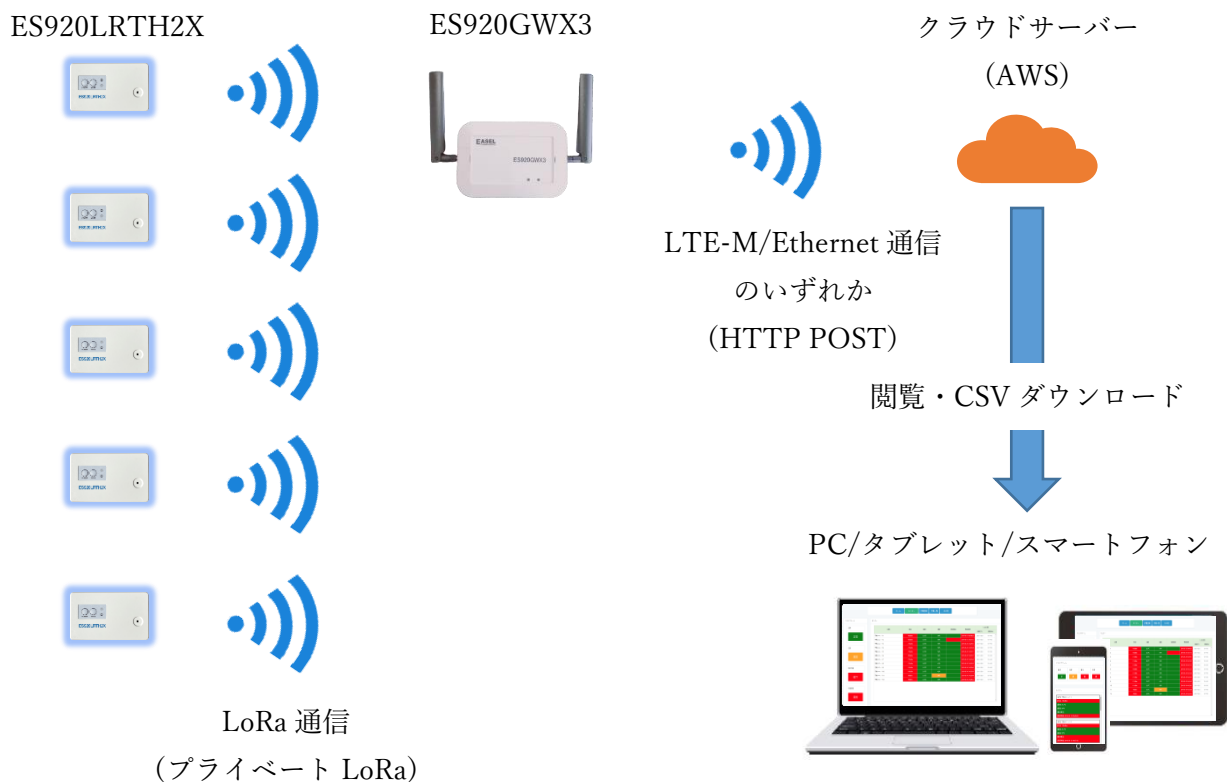 ES920LRTH2X
ES920GWX3
クラウドサーバー
(AWS)
EASEL
ES920GWX3
LTE-M/Ethernet 通信
のいずれか
(HTTP POST)
閲覧・CSV ダウンロード
PC/タブレット/スマートフォン
LoRa 通信
(プライベート LoRa)